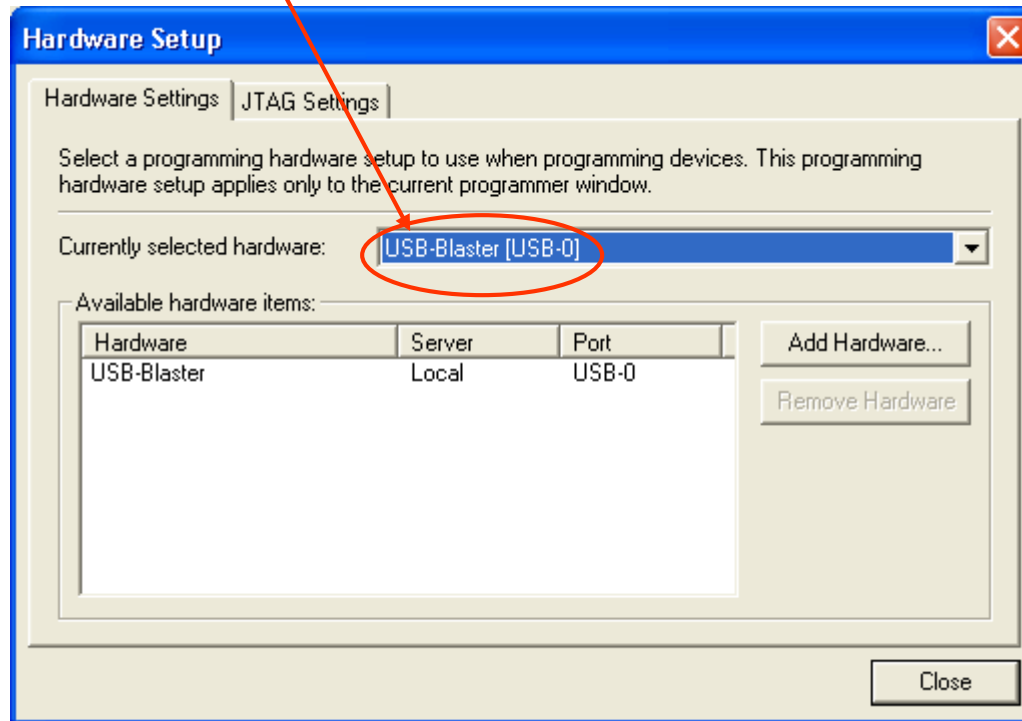 Hardware Setup
Hardware Settings JTAG Settings
Select a programming hardware setup to use when programming devices. This programming
hardware setup applies only to the current programmer window.
Currently selected hardware: USB-Blaster [USB-0]
Available hardware items:
Hardware Server Port
USB-Blaster Local USB-0
Add Hardware...
Remove Hardware
Close